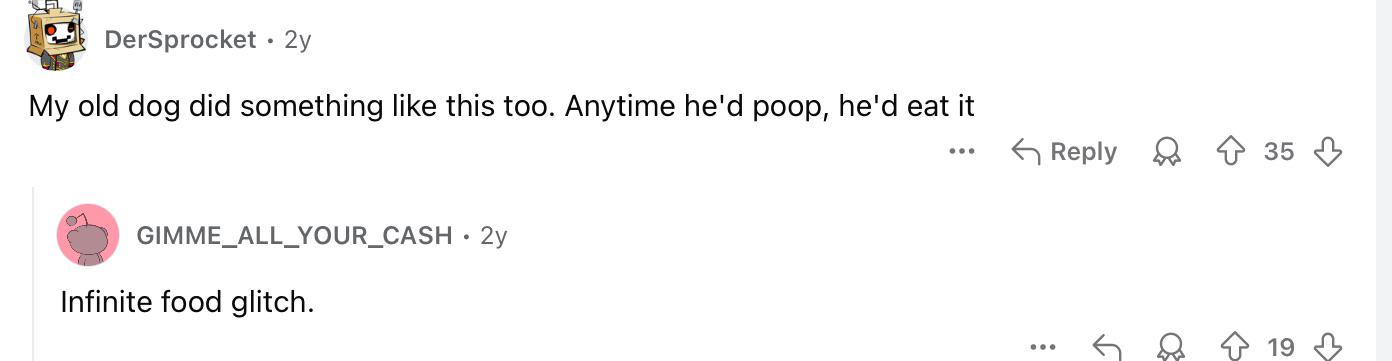 DerSprocket • 2y
My old dog did something like this too. Anytime he'd poop, he'd eat it
Reply 35
GIMME_ALL_YOUR_CASH • 2y
Infinite food glitch.
19